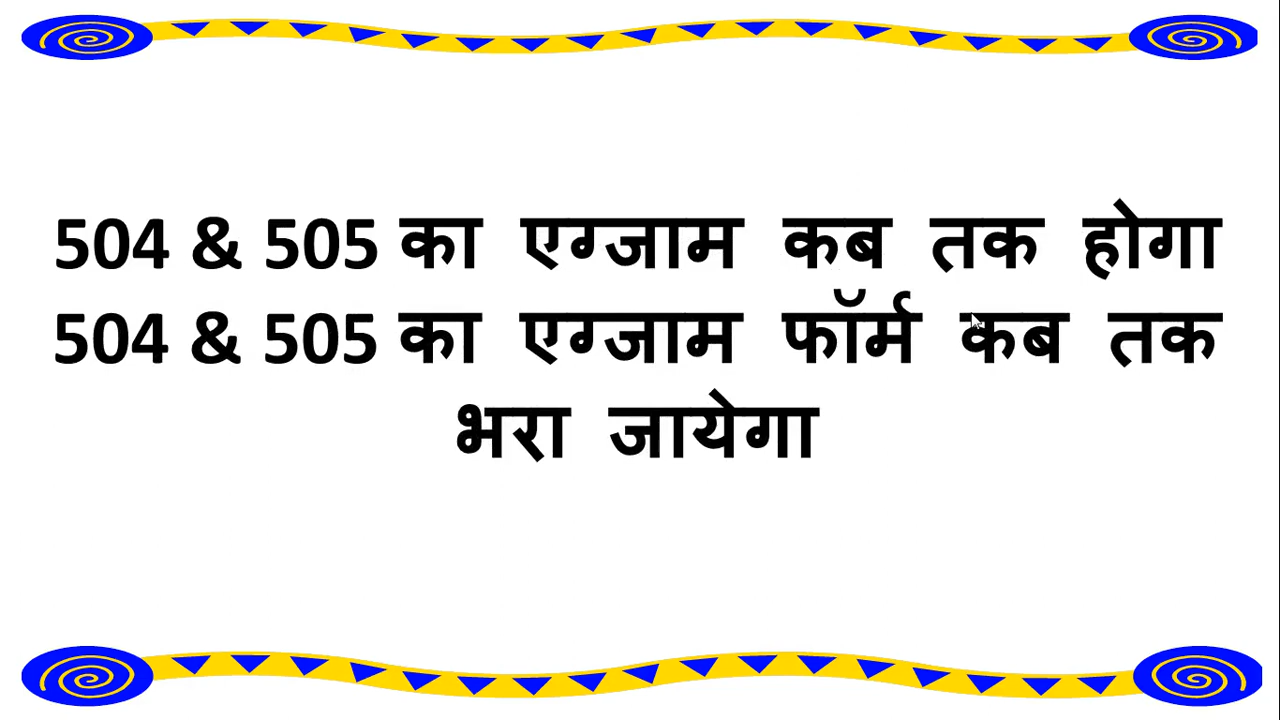 504 & 505 का एग्जाम कब तक होगा
504 & 505 का एग्जाम फॉर्म कब तक
भरा जायेगा